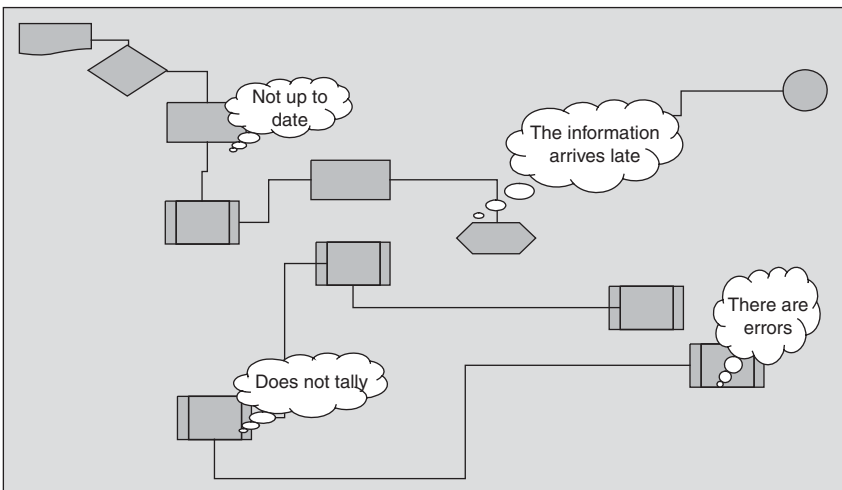 Not up to
date
The information
arrives late
There are
errors
Does not tally